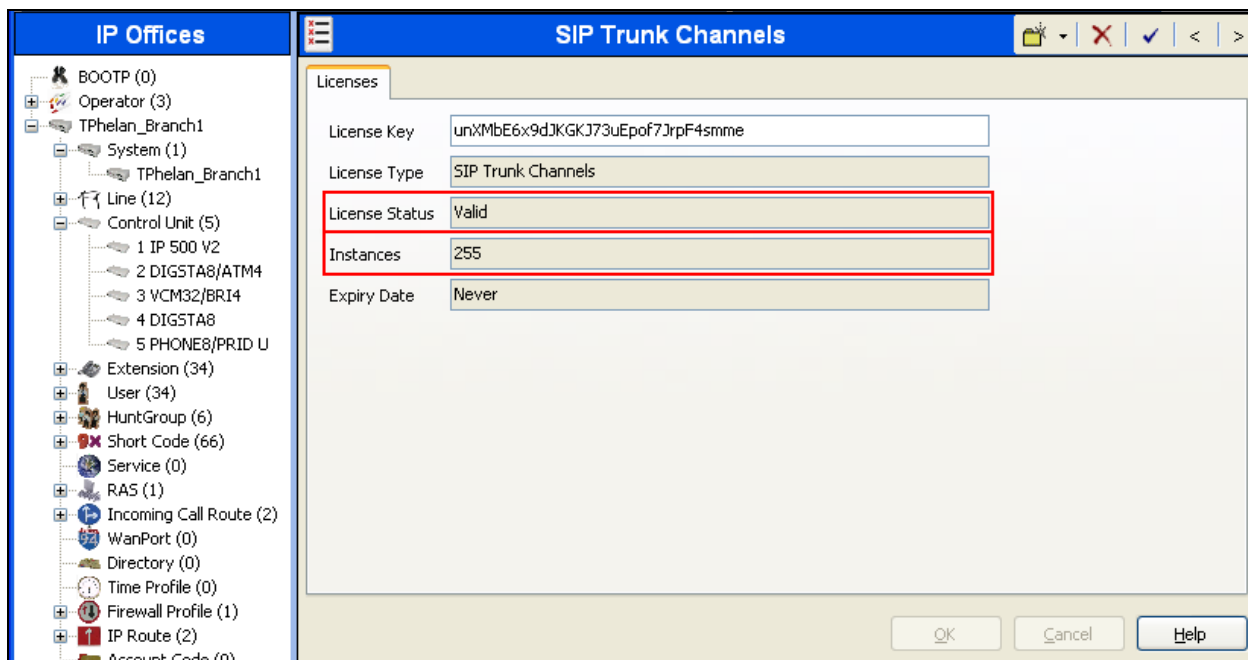 IP Offices
BOOTP (0)
Operator (3)
TPhelan_Branch1
System (1)
TPhelan_Branch1
Line (12)
Control Unit (5)
1 IP 500 V2
2 DIGSTA8/ATM4
3 VCM32/BRI4
4 DIGSTA8
5 PHONE8/PRID U
Extension (34)
User (34)
HuntGroup (6)
9x Short Code (66)
Service (0)
RAS (1)
Incoming Call Route (2)
WanPort (0)
Directory (0)
Time Profile (0)
Firewall Profile (1)
IP Route (2)
Account Code (0)
SIP Trunk Channels
< >
Licenses
License Key unXMbE6x9dJKGKJ73uEpof7JrpF4smme
License Type SIP Trunk Channels
License Status Valid
Instances 255
Expiry Date Never
OK Cancel Help